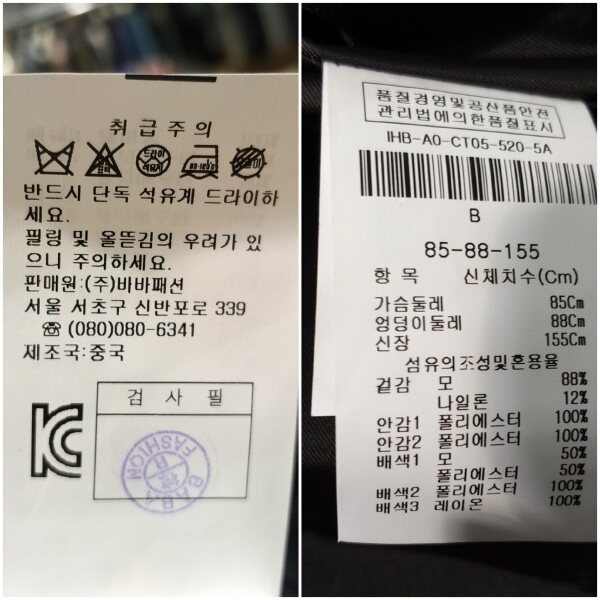 취급주의
드라이
석유계
반드시 단독 석유계 드라이하
세요.
필링 및 올뜯김의 우려가 있
으니 주의하세요.
판매원:(주)바바패션
서울 서초구 신반포로 339
☏ (080)080-6341
제조국:중국
검 사 필
BABA
FASHION
품질경영및공산품안전
관리법에의한품질표시
IHB-A0-CT05-520-5A
B
85-88-155
항 목 신체치수(Cm)
가슴둘레 85Cm
엉덩이둘레 88Cm
신장 155Cm
섬유의조성및혼용율
겉감 모 88%
나일론 12%
안감1 폴리에스터 100%
안감2 폴리에스터 100%
배색1 모 50%
폴리에스터 50%
배색2 폴리에스터 100%
배색3 레이온 100%